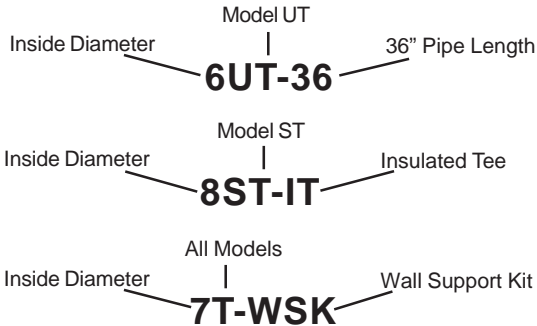 Model UT
Inside Diameter
36” Pipe Length
6UT-36
Model ST
Inside Diameter
Insulated Tee
8ST-IT
All Models
Inside Diameter
Wall Support Kit
7T-WSK